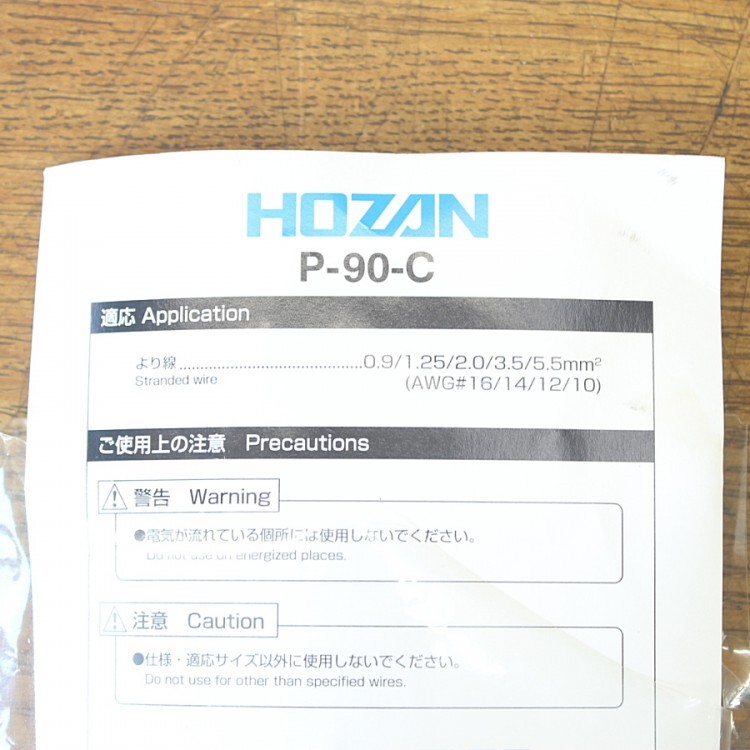 HOZAN
P-90-C
適応 Application
より線........................................0.9/1.25/2.0/3.5/5.5mm²
Stranded wire (AWG#16/14/12/10)
ご使用上の注意 Precautions
警告 Warning
●電気が流れている個所には使用しないでください。
Do not use on energized places.
注意 Caution
●仕様・適応サイズ以外に使用しないでください。
Do not use for other than specified wires.